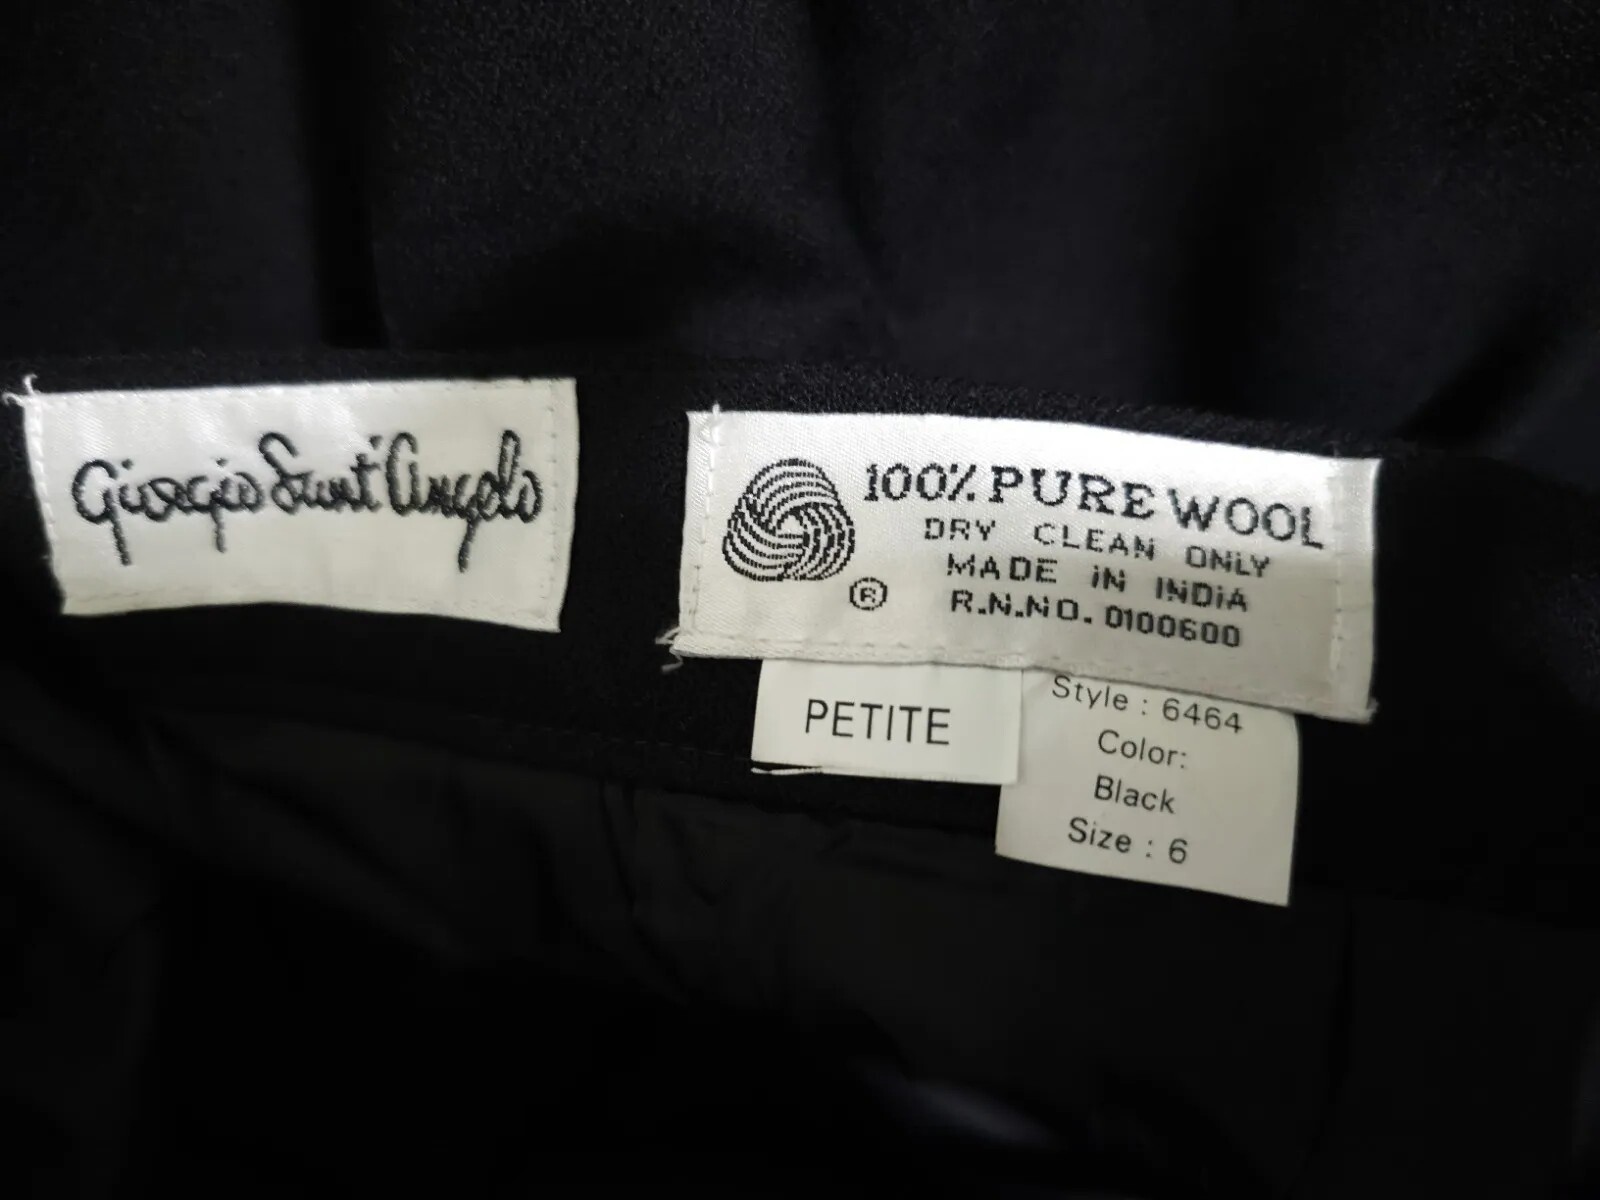 Giorgio Sant'Angelo
100% PURE WOOL
DRY CLEAN ONLY
MADE IN INDIA
®
R.N.NO. 0100600
PETITE
Style : 6464
Color:
Black
Size : 6